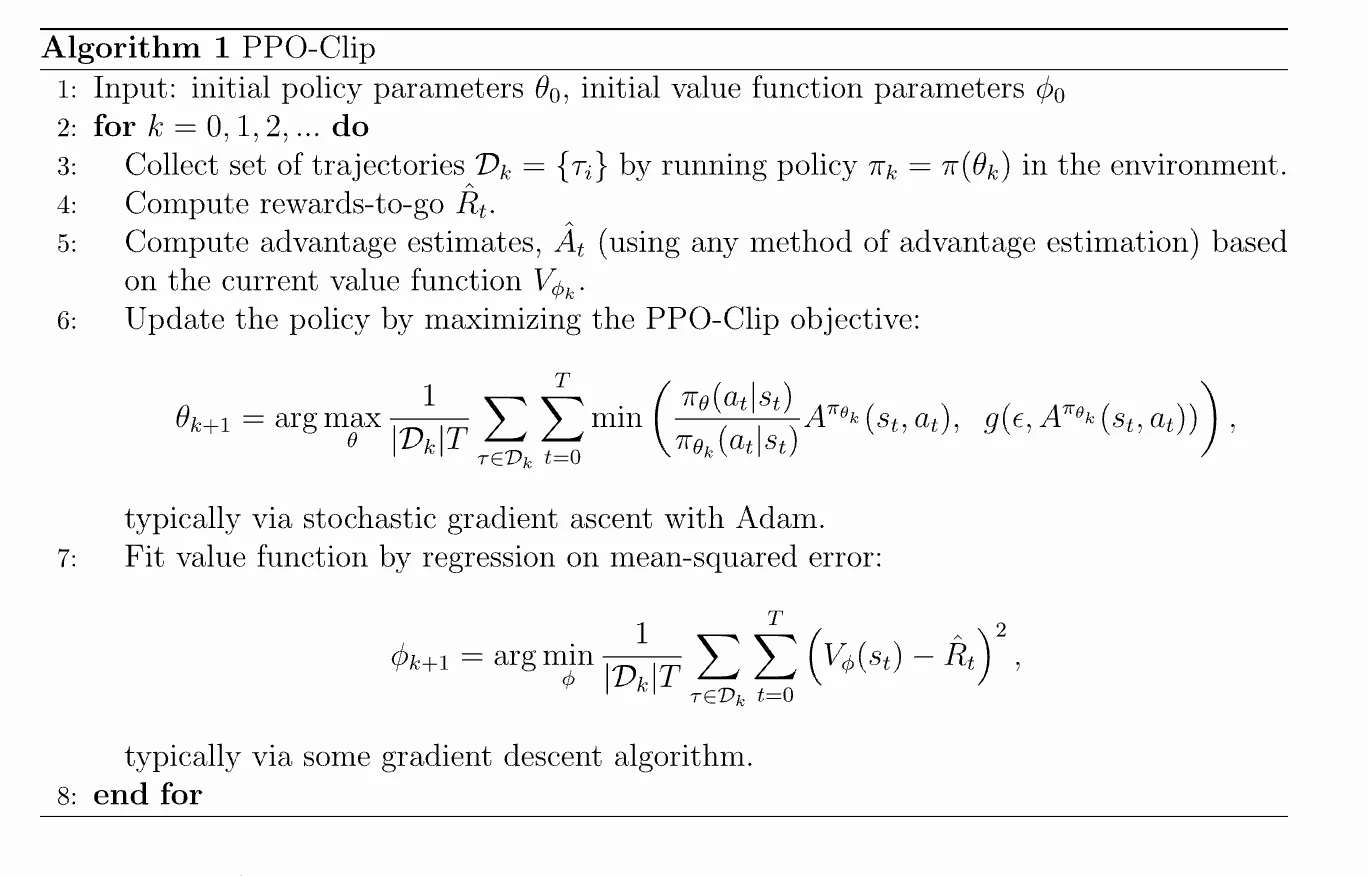 Algorithm 1 PPO-Clip
1: Input: initial policy parameters θ₀, initial value function parameters ϕ₀
2: for k = 0, 1, 2, ... do
3: Collect set of trajectories 𝒟ₖ = {τᵢ} by running policy πₖ = π(θₖ) in the environment.
4: Compute rewards-to-go R̂ₜ.
5: Compute advantage estimates, Âₜ (using any method of advantage estimation) based
on the current value function V_{ϕₖ}.
6: Update the policy by maximizing the PPO-Clip objective:
θ_{k+1} = arg max_θ \frac{1}{|𝒟ₖ|T} ∑_{τ∈𝒟ₖ} ∑_{t=0}^{T} min ( \frac{π_θ(aₜ|sₜ)}{π_{θₖ}(aₜ|sₜ)} A^{π_{θₖ}}(sₜ, aₜ), g(ϵ, A^{π_{θₖ}}(sₜ, aₜ)) ) ,
typically via stochastic gradient ascent with Adam.
7: Fit value function by regression on mean-squared error:
ϕ_{k+1} = arg min_ϕ \frac{1}{|𝒟ₖ|T} ∑_{τ∈𝒟ₖ} ∑_{t=0}^{T} ( V_ϕ(sₜ) − R̂ₜ )² ,
typically via some gradient descent algorithm.
8: end for